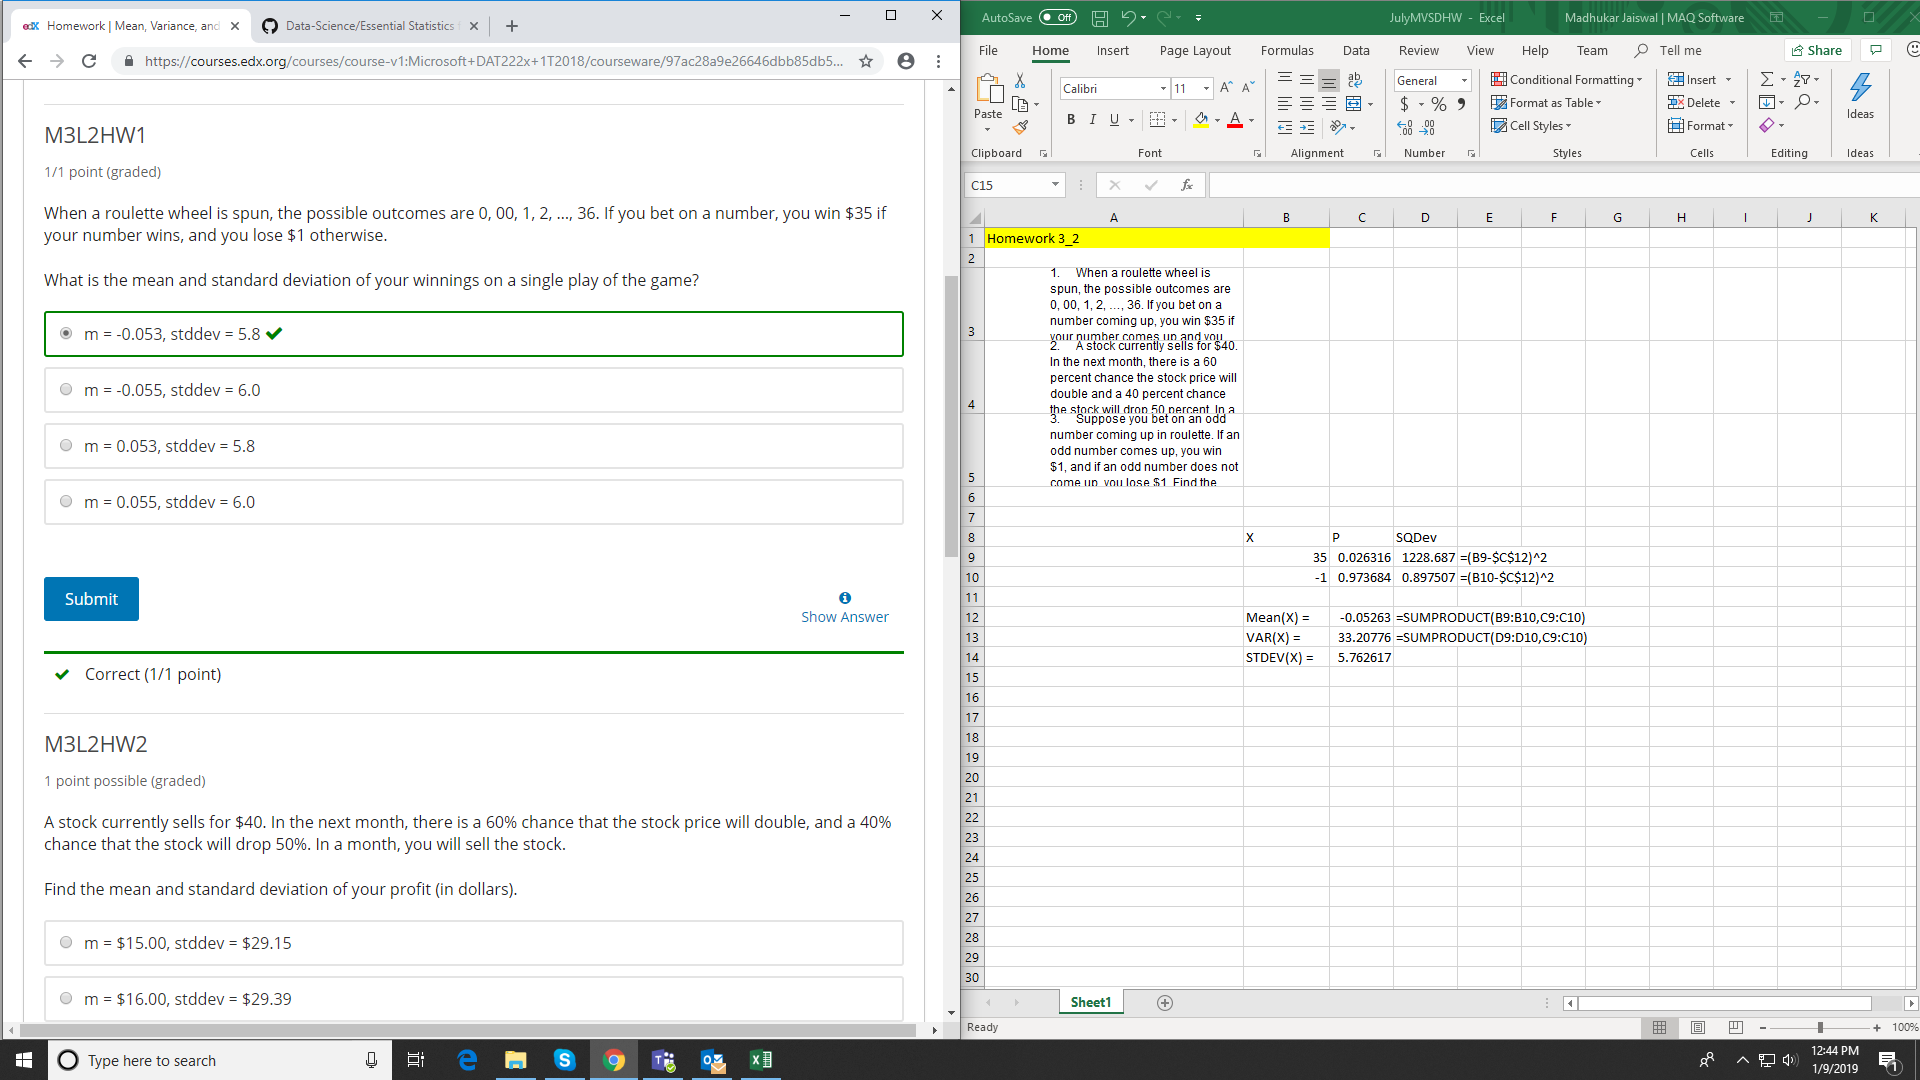 Homework | Mean, Variance, and
Data-Science/Essential Statistics f
https://courses.edx.org/courses/course-v1:Microsoft+DAT222x+1T2018/courseware/97ac28a9e26646dbb85db5...
M3L2HW1
1/1 point (graded)
When a roulette wheel is spun, the possible outcomes are 0, 00, 1, 2, ..., 36. If you bet on a number, you win $35 if
your number wins, and you lose $1 otherwise.
What is the mean and standard deviation of your winnings on a single play of the game?
m = -0.053, stddev = 5.8
m = -0.055, stddev = 6.0
m = 0.053, stddev = 5.8
m = 0.055, stddev = 6.0
Submit
Show Answer
Correct (1/1 point)
M3L2HW2
1 point possible (graded)
A stock currently sells for $40. In the next month, there is a 60% chance that the stock price will double, and a 40%
chance that the stock will drop 50%. In a month, you will sell the stock.
Find the mean and standard deviation of your profit (in dollars).
m = $15.00, stddev = $29.15
m = $16.00, stddev = $29.39
AutoSave Off JulyMVSDHW - Excel Madhukar Jaiswal | MAQ Software
File Home Insert Page Layout Formulas Data Review View Help Team Tell me Share
Paste
Clipboard
Calibri 11
B I U
Font
Alignment
General
$ % 9
Number
Conditional Formatting
Format as Table
Cell Styles
Styles
Insert
Delete
Format
Cells
Editing
Ideas
Ideas
C15 fx
A B C D E F G H I J K
1 Homework 3_2
2
3 1. When a roulette wheel is
spun, the possible outcomes are
0, 00, 1, 2, …, 36. If you bet on a
number coming up, you win $35 if
your number comes up and you
4 2. A stock currently sells for $40.
In the next month, there is a 60
percent chance the stock price will
double and a 40 percent chance
the stock will drop 50 percent. In a
5 3. Suppose you bet on an odd
number coming up in roulette. If an
odd number comes up, you win
$1, and if an odd number does not
come up, you lose $1. Find the
6
7
8 X P SQDev
9 35 0.026316 1228.687 =(B9-$C$12)^2
10 -1 0.973684 0.897507 =(B10-$C$12)^2
11
12 Mean(X) = -0.05263 =SUMPRODUCT(B9:B10,C9:C10)
13 VAR(X) = 33.20776 =SUMPRODUCT(D9:D10,C9:C10)
14 STDEV(X) = 5.762617
15
16
17
18
19
20
21
22
23
24
25
26
27
28
29
30
Sheet1
Ready
100%
Type here to search
12:44 PM
1/9/2019
1